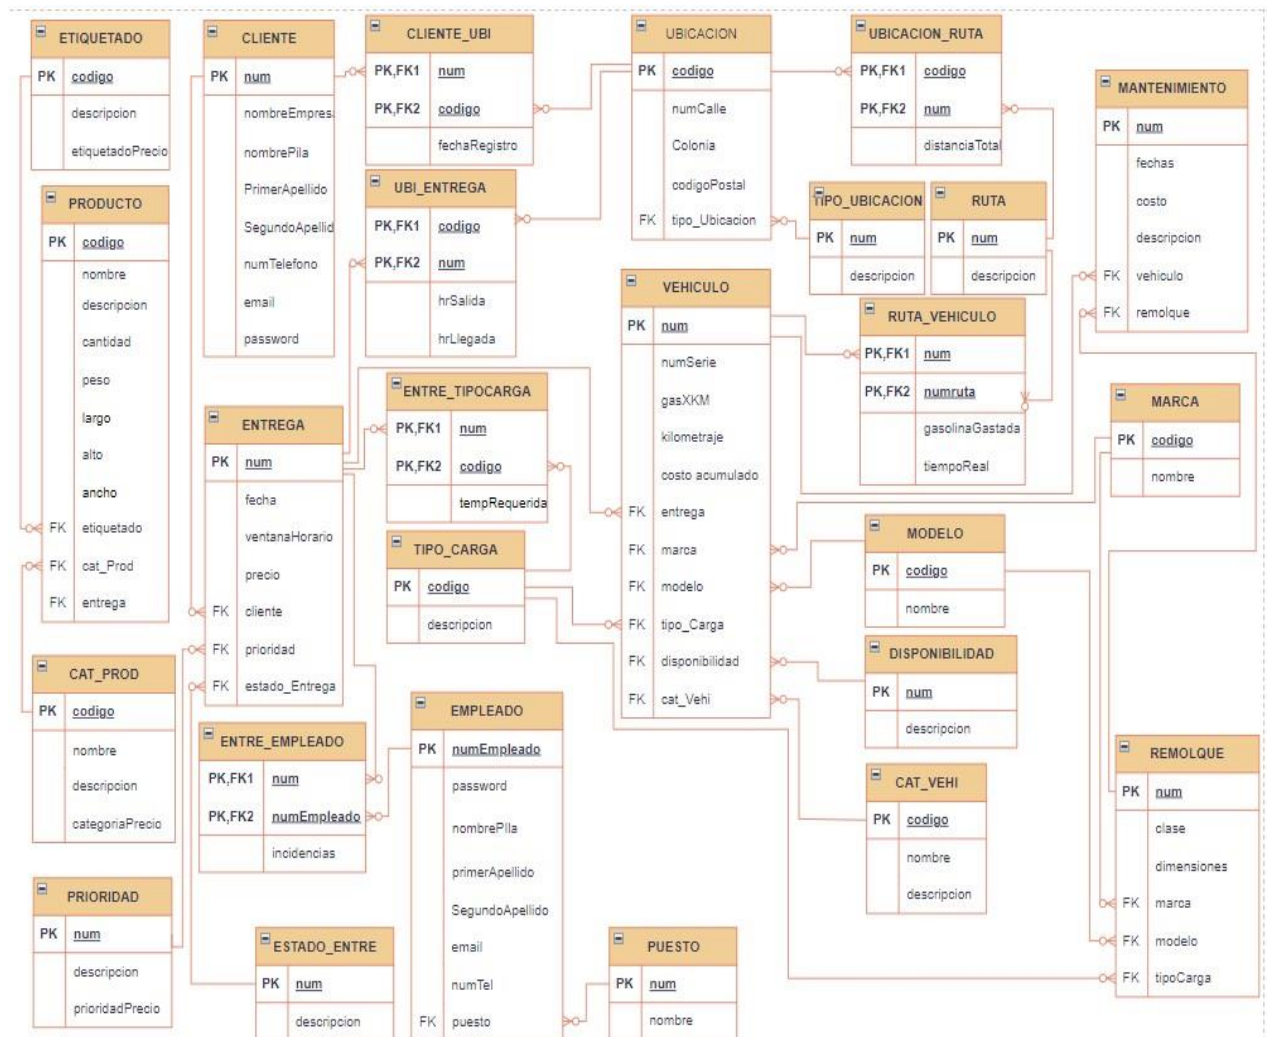 ETIQUETADO
PK codigo
descripcion
etiquetadoPrecio
CLIENTE
PK num
nombreEmpres
nombrePila
PrimerApellido
SegundoApellid
numTelefono
email
password
CLIENTE_UBI
PK,FK1 num
PK,FK2 codigo
fechaRegistro
UBICACION
PK codigo
numCalle
Colonia
codigoPostal
FK tipo_Ubicacion
UBICACION_RUTA
PK,FK1 codigo
PK,FK2 num
distanciaTotal
MANTENIMIENTO
PK num
fechas
costo
descripcion
FK vehiculo
FK remolque
PRODUCTO
PK codigo
nombre
descripcion
cantidad
peso
largo
alto
ancho
FK etiquetado
FK cat_Prod
FK entrega
UBI_ENTREGA
PK,FK1 codigo
PK,FK2 num
hrSalida
hrLlegada
TIPO_UBICACION
PK num
descripcion
RUTA
PK num
descripcion
VEHICULO
PK num
numSerie
gasXKM
kilometraje
costo acumulado
FK entrega
FK marca
FK modelo
FK tipo_Carga
FK disponibilidad
FK cat_Vehi
RUTA_VEHICULO
PK,FK1 num
PK,FK2 numruta
gasolinaGastada
tiempoReal
ENTRE_TIPOCARGA
PK,FK1 num
PK,FK2 codigo
tempRequerida
MARCA
PK codigo
nombre
ENTREGA
PK num
fecha
ventanaHorario
precio
FK cliente
FK prioridad
FK estado_Entrega
TIPO_CARGA
PK codigo
descripcion
MODELO
PK codigo
nombre
DISPONIBILIDAD
PK num
descripcion
CAT_PROD
PK codigo
nombre
descripcion
categoriaPrecio
ENTRE_EMPLEADO
PK,FK1 num
PK,FK2 numEmpleado
incidencias
EMPLEADO
PK numEmpleado
password
nombrePIla
primerApellido
SegundoApellido
email
numTel
FK puesto
CAT_VEHI
PK codigo
nombre
descripcion
REMOLQUE
PK num
clase
dimensiones
FK marca
FK modelo
FK tipoCarga
PRIORIDAD
PK num
descripcion
prioridadPrecio
ESTADO_ENTRE
PK num
descripcion
PUESTO
PK num
nombre